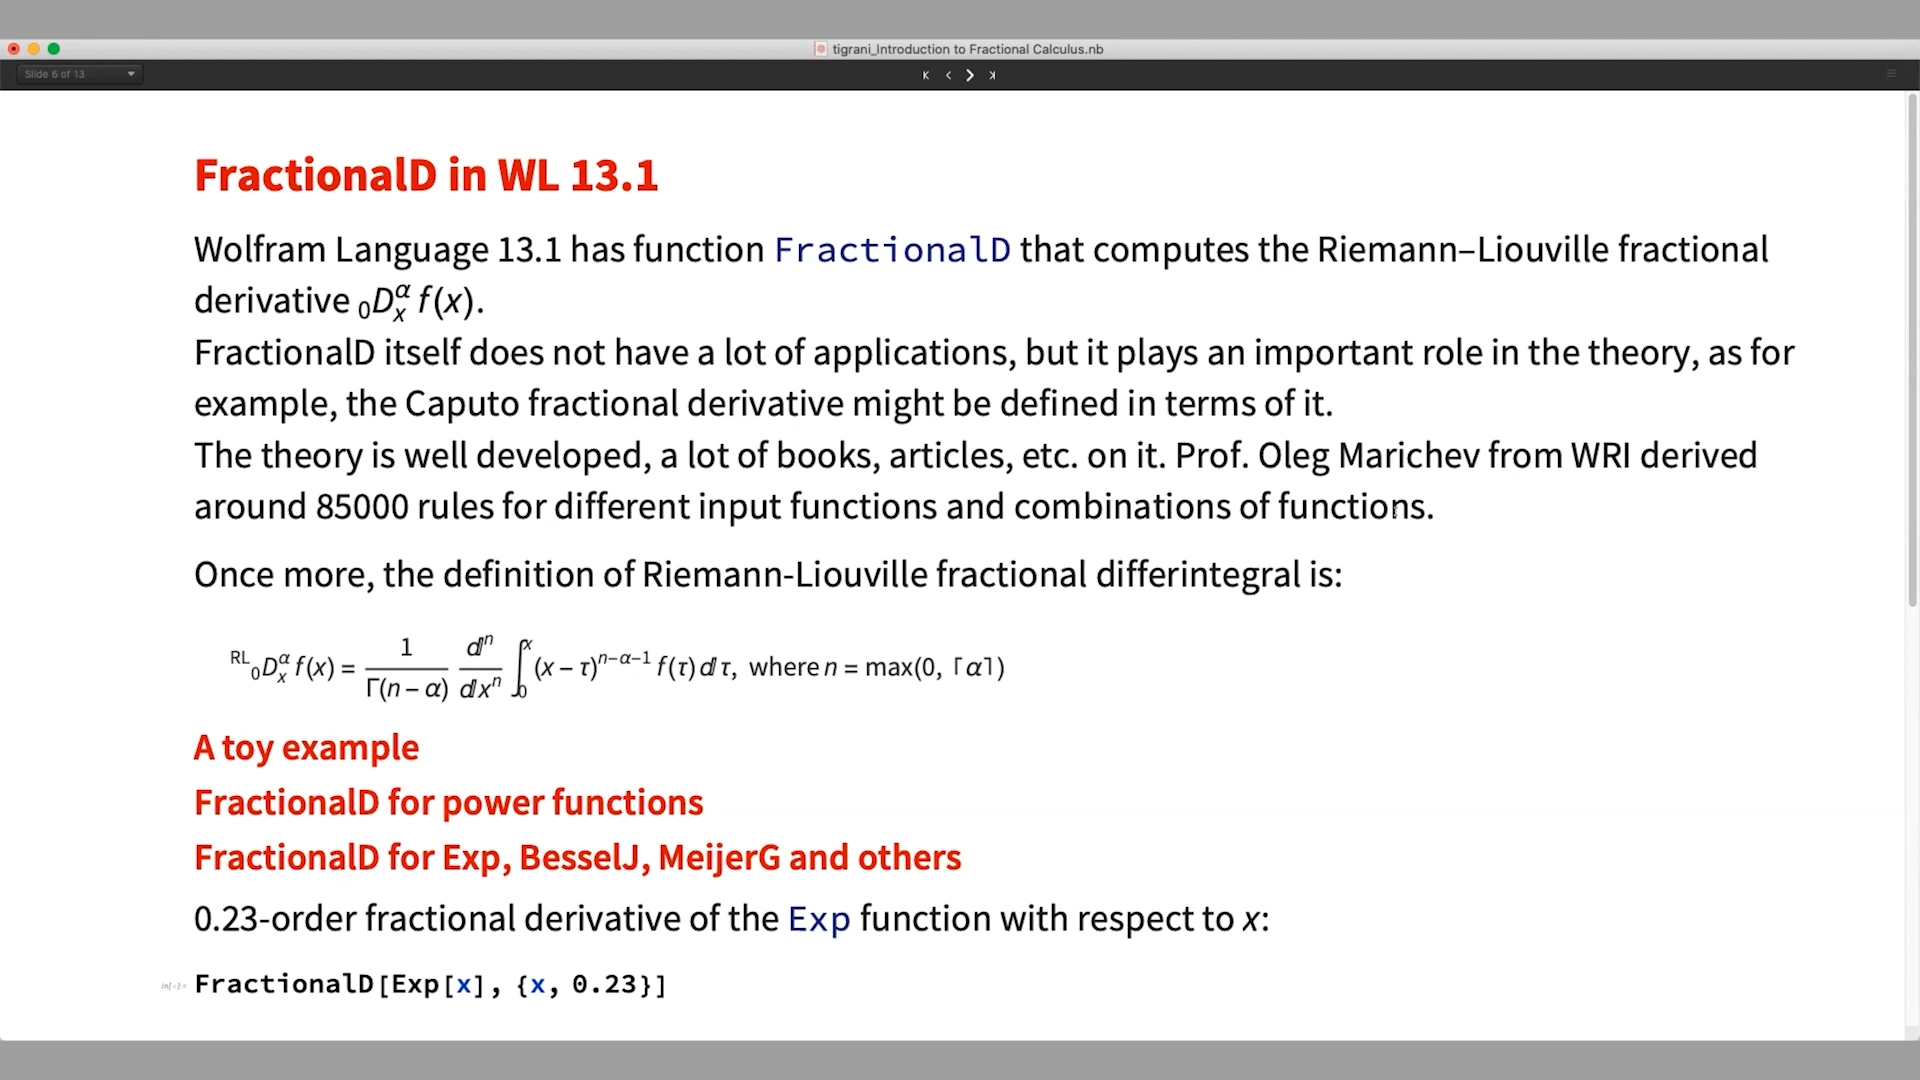 tigrani_Introduction to Fractional Calculus.nb
Slide 6 of 13
FractionalD in WL 13.1
Wolfram Language 13.1 has function FractionalD that computes the Riemann–Liouville fractional
derivative ₀Dₓᵅ f(x).
FractionalD itself does not have a lot of applications, but it plays an important role in the theory, as for
example, the Caputo fractional derivative might be defined in terms of it.
The theory is well developed, a lot of books, articles, etc. on it. Prof. Oleg Marichev from WRI derived
around 85000 rules for different input functions and combinations of functions.
Once more, the definition of Riemann-Liouville fractional differintegral is:
ᴿᴸ₀Dₓᵅ f(x) = 1/Γ(n − α) ⅆⁿ/ⅆxⁿ ∫₀ˣ (x − τ)ⁿ⁻ᵅ⁻¹ f(τ) ⅆτ, where n = max(0, ⌈α⌉)
A toy example
FractionalD for power functions
FractionalD for Exp, BesselJ, MeijerG and others
0.23-order fractional derivative of the Exp function with respect to x:
In[•]:= FractionalD[Exp[x], {x, 0.23}]